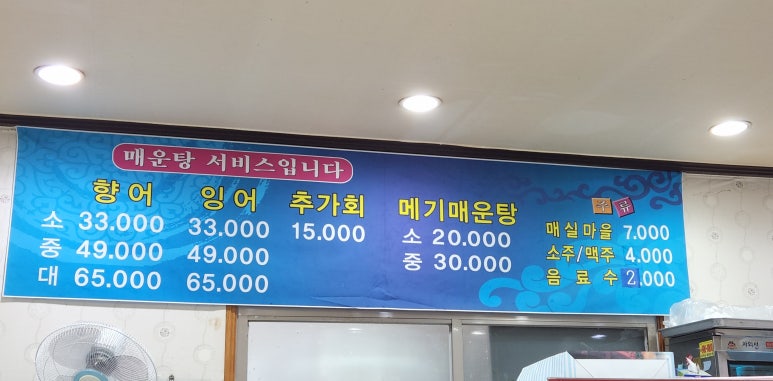 매운탕 서비스입니다
향어 잉어 추가회 메기매운탕 주류
소 33.000 33.000 15.000 소 20.000 매실마을 7.000
중 49.000 49.000 중 30.000 소주/맥주 4.000
대 65.000 65.000 음료수 2.000